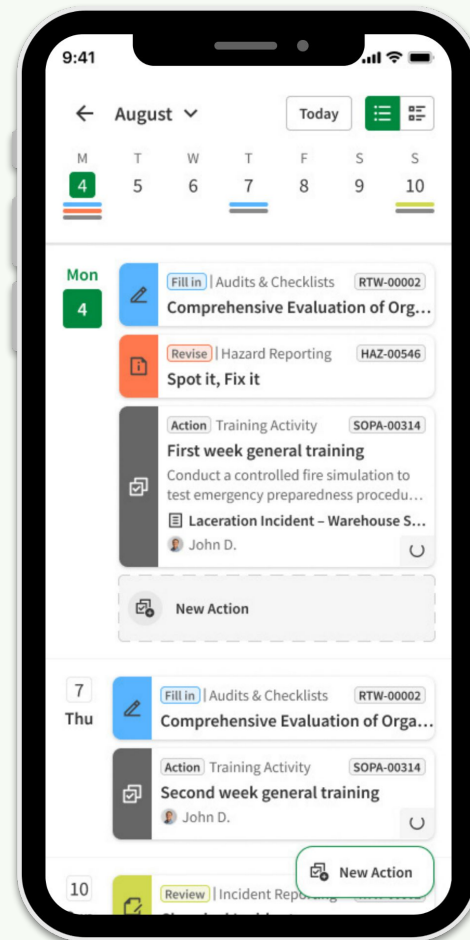 9:41
August
Today
M T W T F S S
4 5 6 7 8 9 10
Mon
4
Fill in | Audits & Checklists RTW-00002
Comprehensive Evaluation of Org...
Revise | Hazard Reporting HAZ-00546
Spot it, Fix it
Action Training Activity SOPA-00314
First week general training
Conduct a controlled fire simulation to
test emergency preparedness procedu...
Laceration Incident – Warehouse S...
John D.
New Action
7
Thu
Fill in | Audits & Checklists RTW-00002
Comprehensive Evaluation of Orga...
Action Training Activity SOPA-00314
Second week general training
John D.
New Action
10
Review | Incident